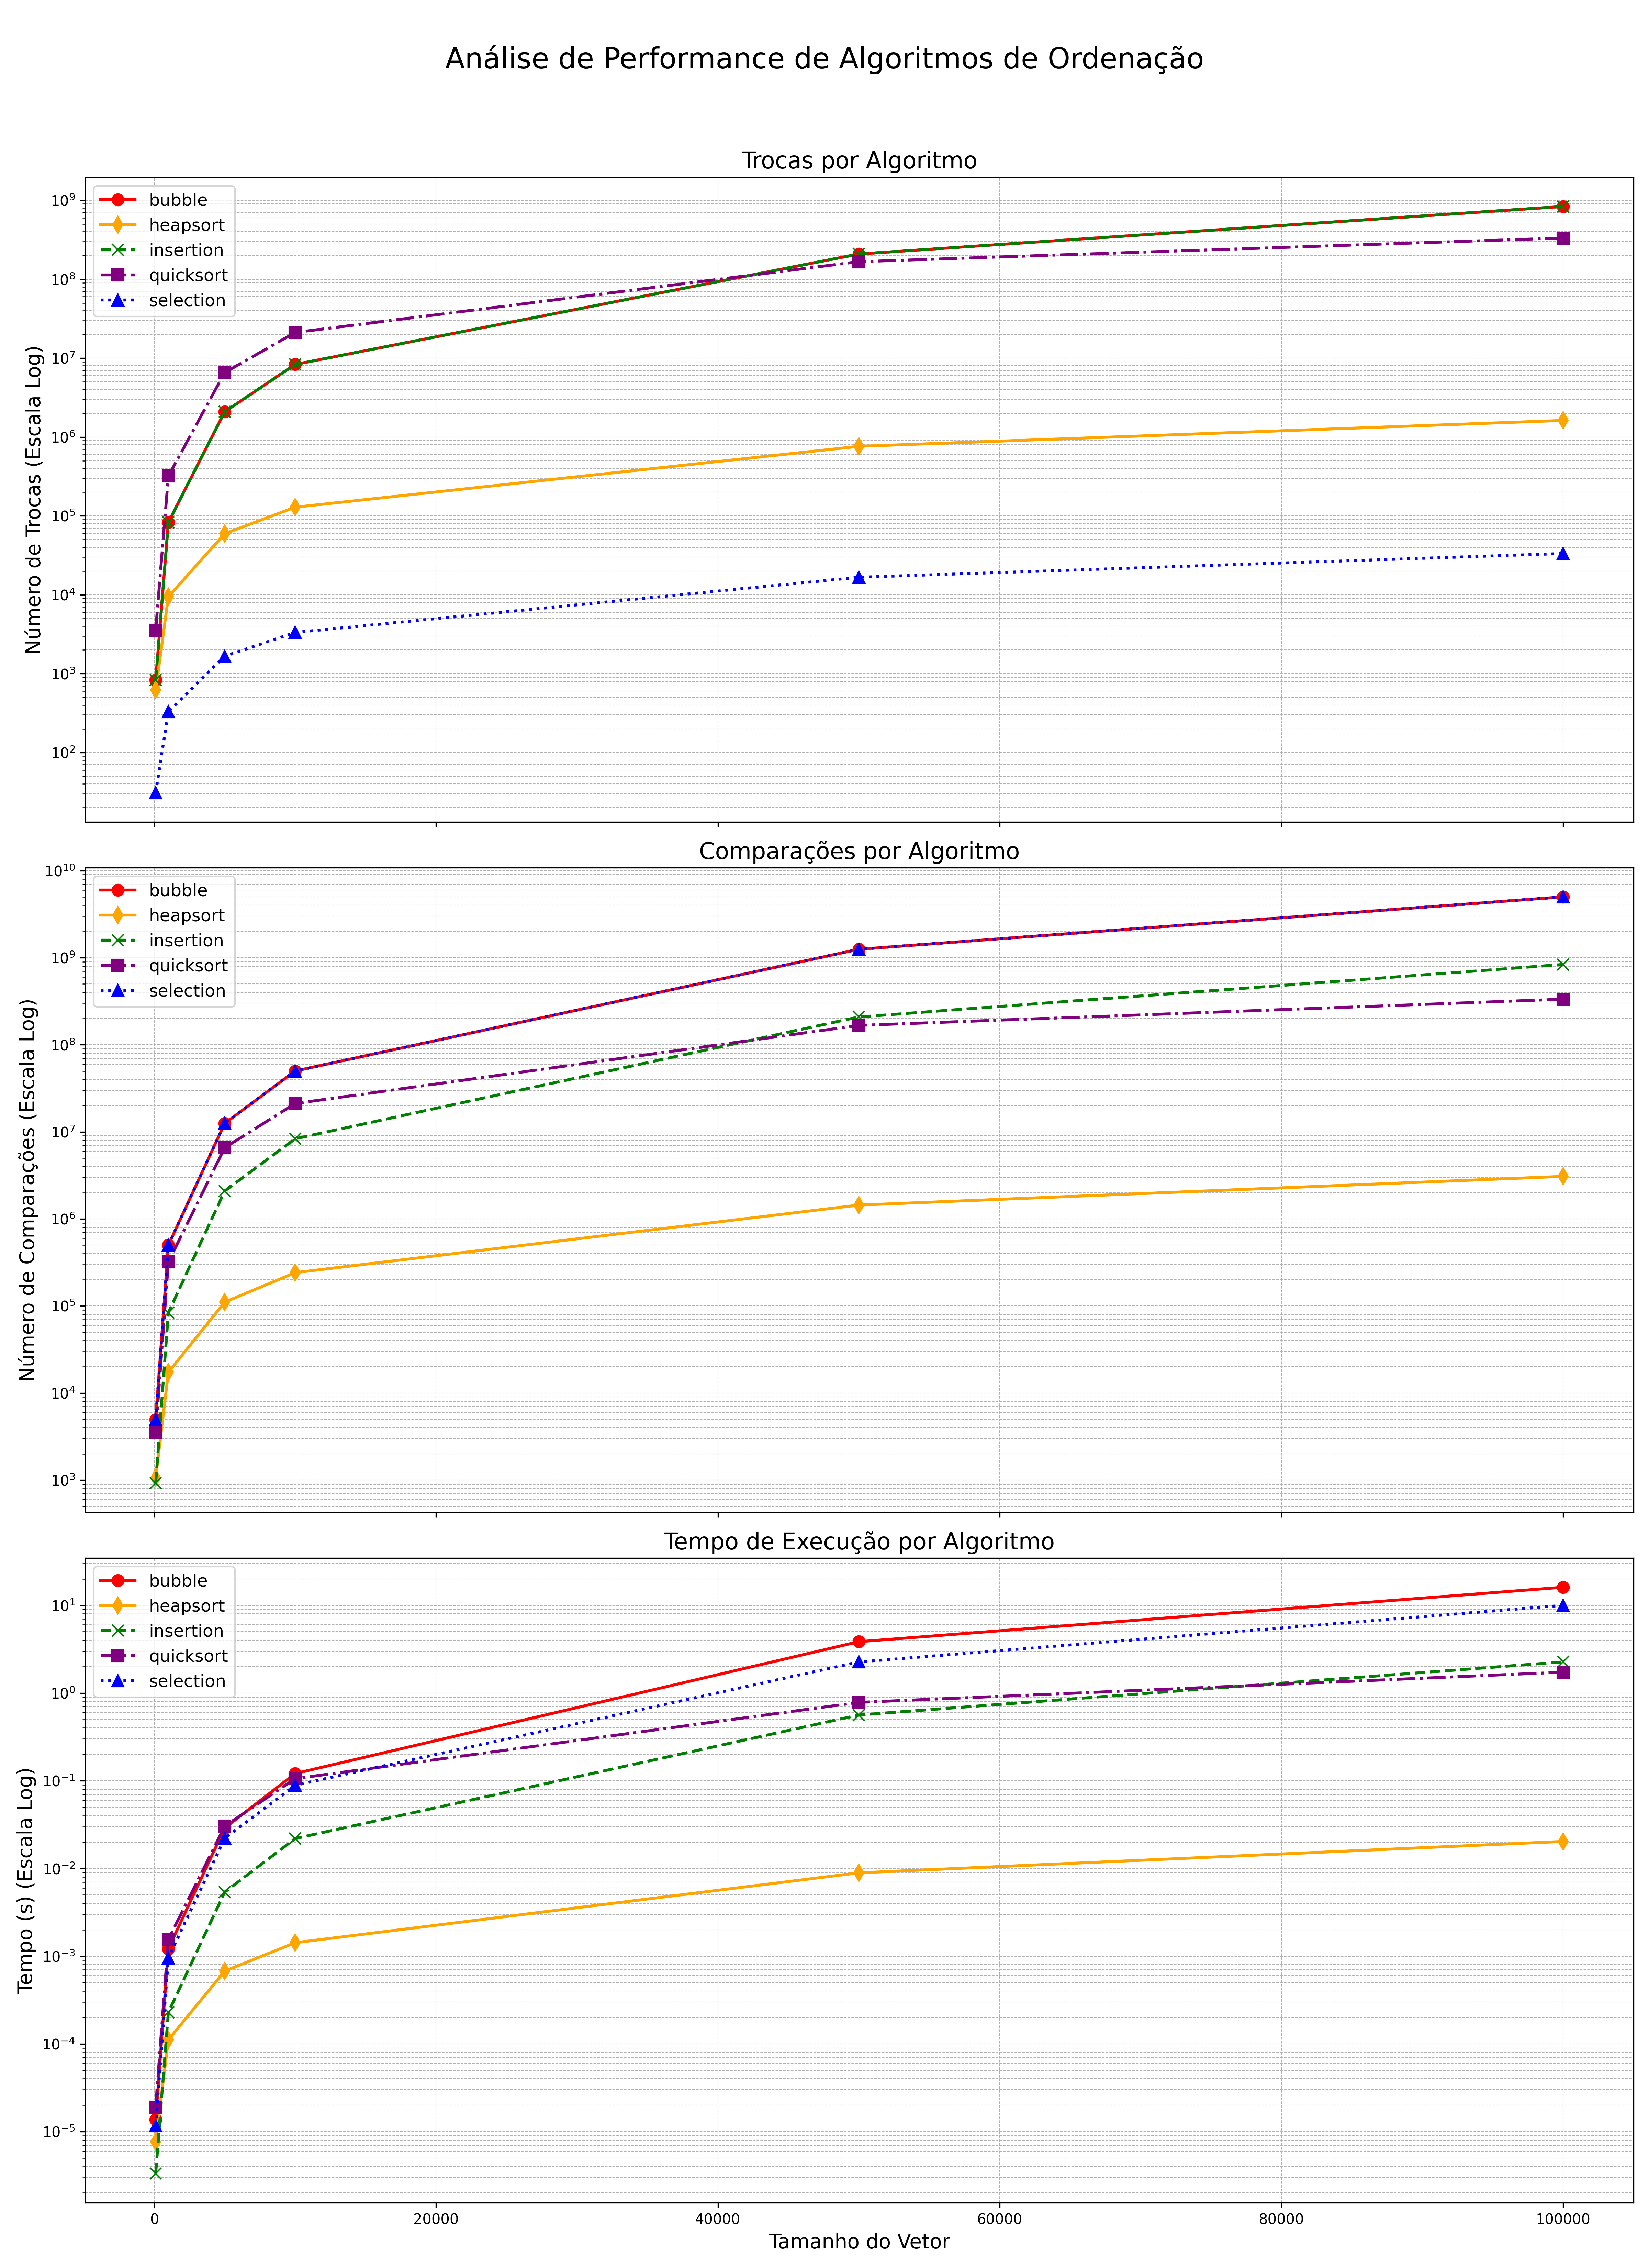 Análise de Performance de Algoritmos de Ordenação
Trocas por Algoritmo
Número de Trocas (Escala Log)
10⁹
10⁸
10⁷
10⁶
10⁵
10⁴
10³
10²
bubble
heapsort
insertion
quicksort
selection
Comparações por Algoritmo
Número de Comparações (Escala Log)
10¹⁰
10⁹
10⁸
10⁷
10⁶
10⁵
10⁴
10³
bubble
heapsort
insertion
quicksort
selection
Tempo de Execução por Algoritmo
Tempo (s) (Escala Log)
10¹
10⁰
10⁻¹
10⁻²
10⁻³
10⁻⁴
10⁻⁵
bubble
heapsort
insertion
quicksort
selection
0 20000 40000 60000 80000 100000
Tamanho do Vetor